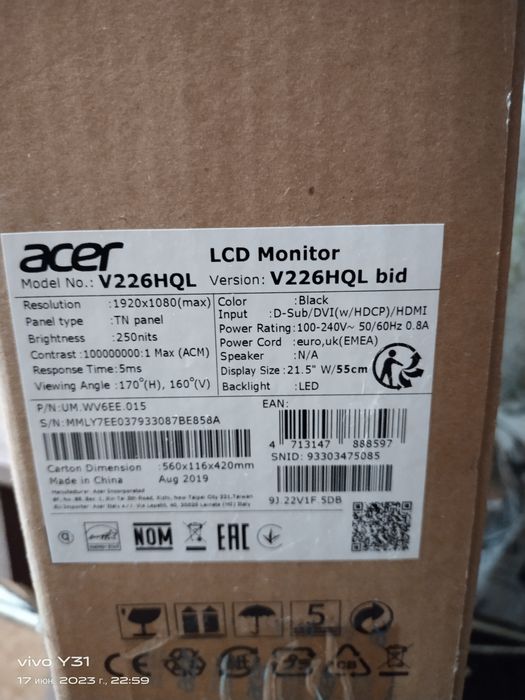 acer
LCD Monitor
Model No.: V226HQL Version: V226HQL bid
Resolution :1920x1080(max)
Panel type :TN panel
Brightness :250nits
Contrast :100000000:1 Max (ACM)
Response Time :5ms
Viewing Angle :170°(H), 160°(V)
Color :Black
Input :D-Sub/DVI(w/HDCP)/HDMI
Power Rating :100-240V~ 50/60Hz 0.8A
Power Cord :euro,uk(EMEA)
Speaker :N/A
Display Size :21.5" W/55cm
Backlight :LED
P/N:UM.WV6EE.015
S/N:MMLY7EE037933087BE858A
Carton Dimension :560x116x420mm
Made in China Aug 2019
Manufacturer: Acer Incorporated
EAN:
4 713147 888597
SNID: 93303475085
9J.22V1F.5DB
NOM
EAC
5
CE
vivo Y31
17 июн. 2023 г., 22:59